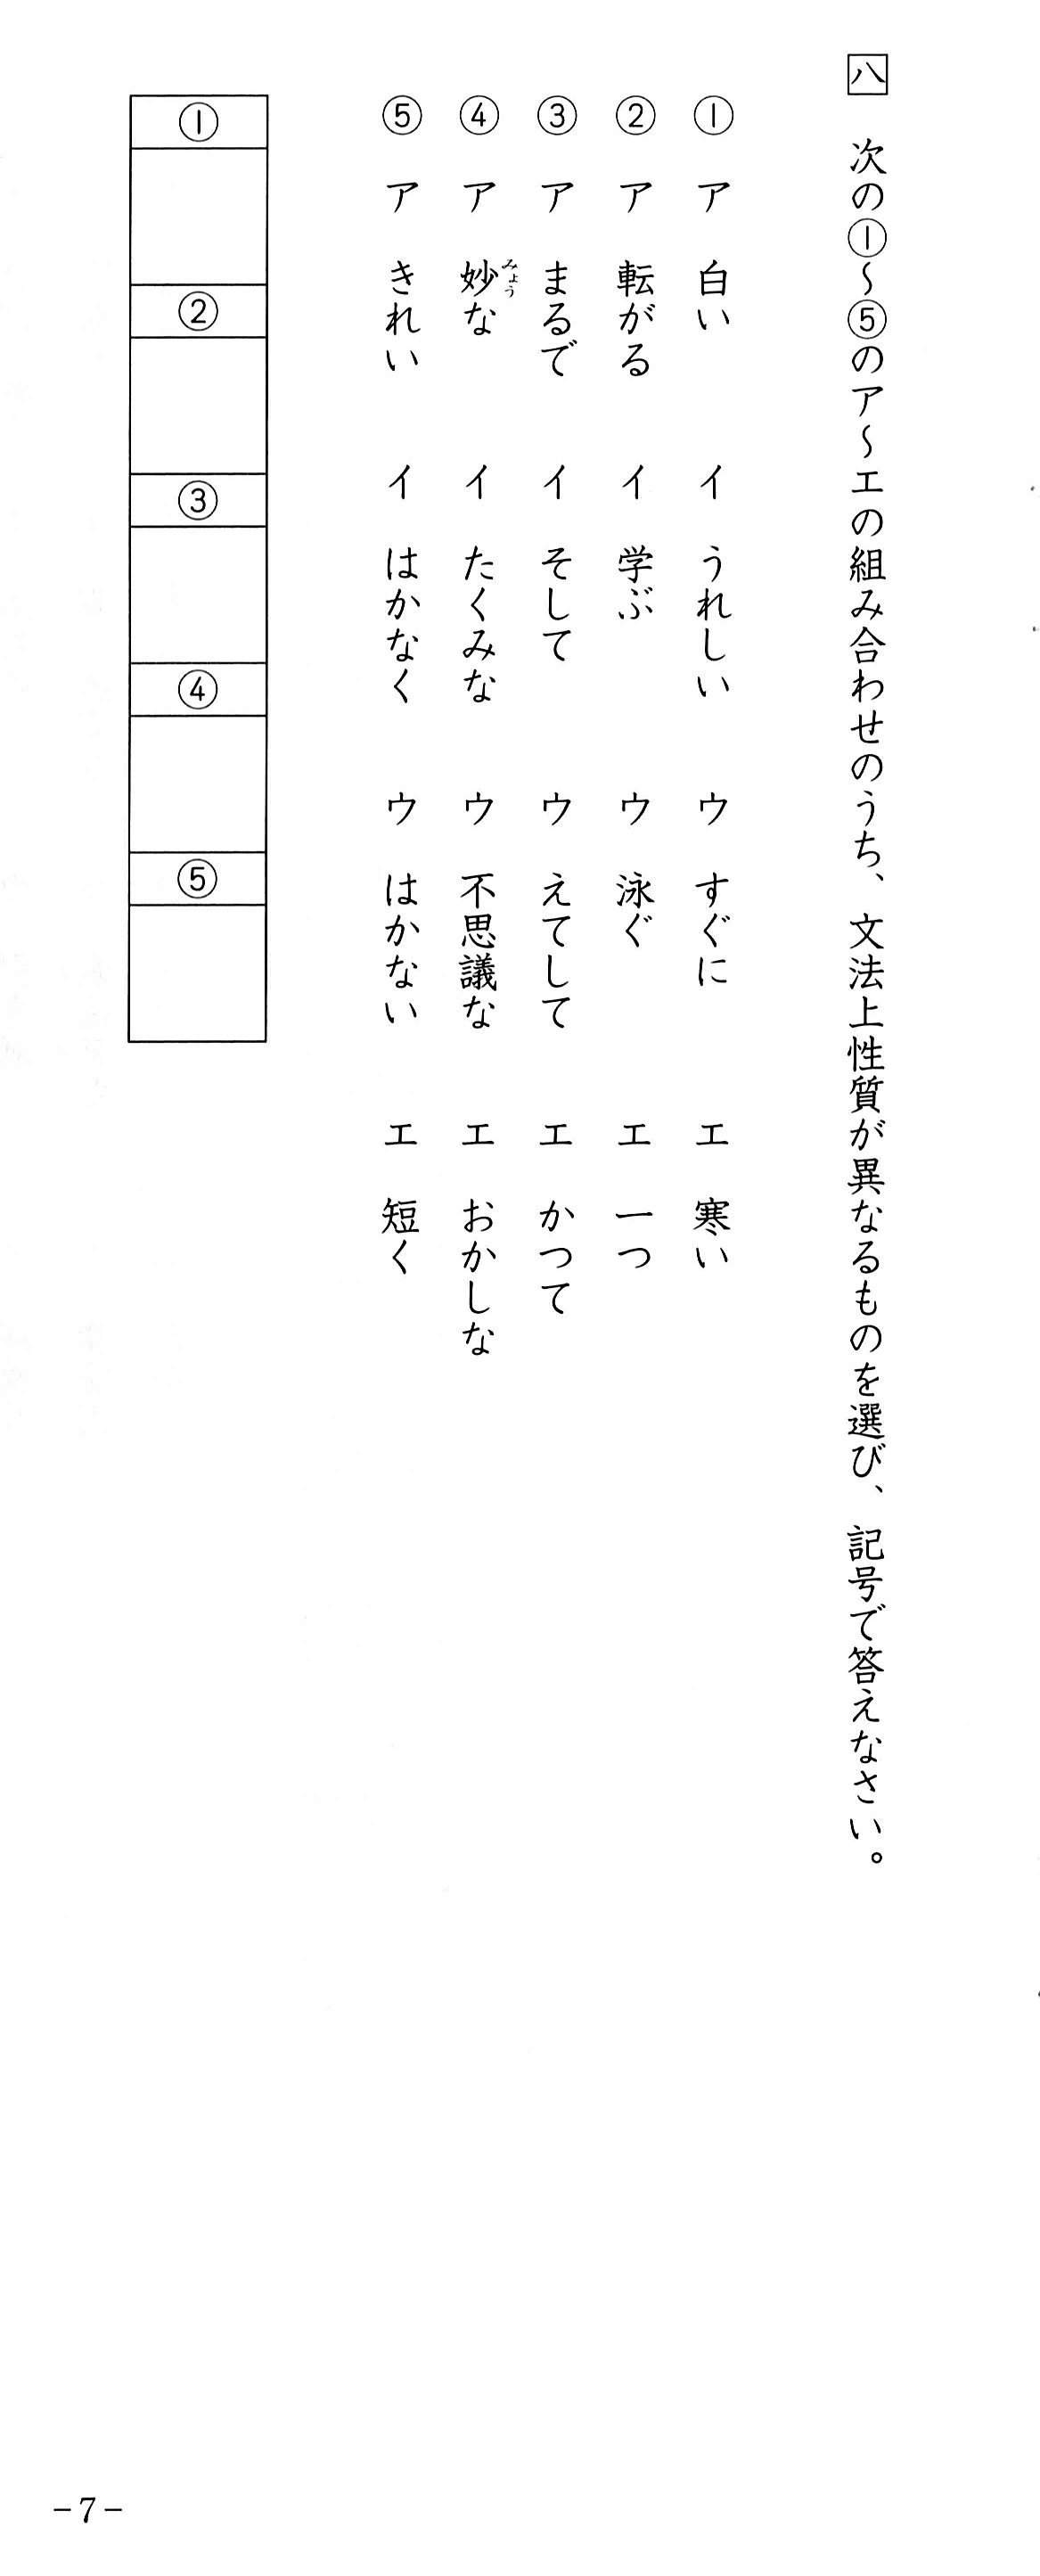 八 次の①～⑤のア～エの組み合わせのうち、文法上性質が異なるものを選び、記号で答えなさい。
① ア 白い イ うれしい ウ すぐに エ 寒い
② ア 転がる イ 学ぶ ウ 泳ぐ エ 一つ
③ ア まるで イ そして ウ えてして エ かつて
④ ア 妙な イ たくみな ウ 不思議な エ おかしな
みょう
⑤ ア きれい イ はかなく ウ はかない エ 短く
①
②
③
④
⑤
－7－